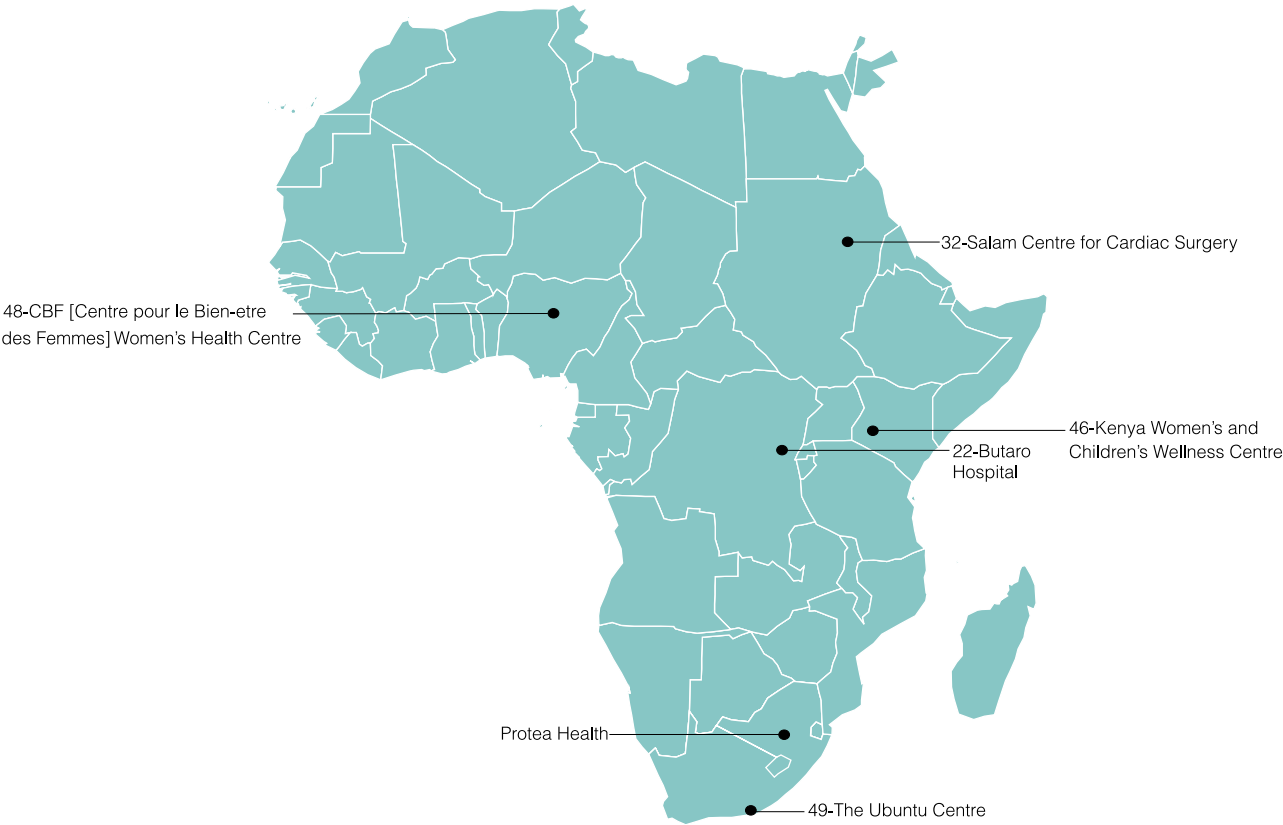 32-Salam Centre for Cardiac Surgery
48-CBF [Centre pour le Bien-etre
des Femmes] Women's Health Centre
46-Kenya Women's and
Children's Wellness Centre
22-Butaro
Hospital
Protea Health
49-The Ubuntu Centre